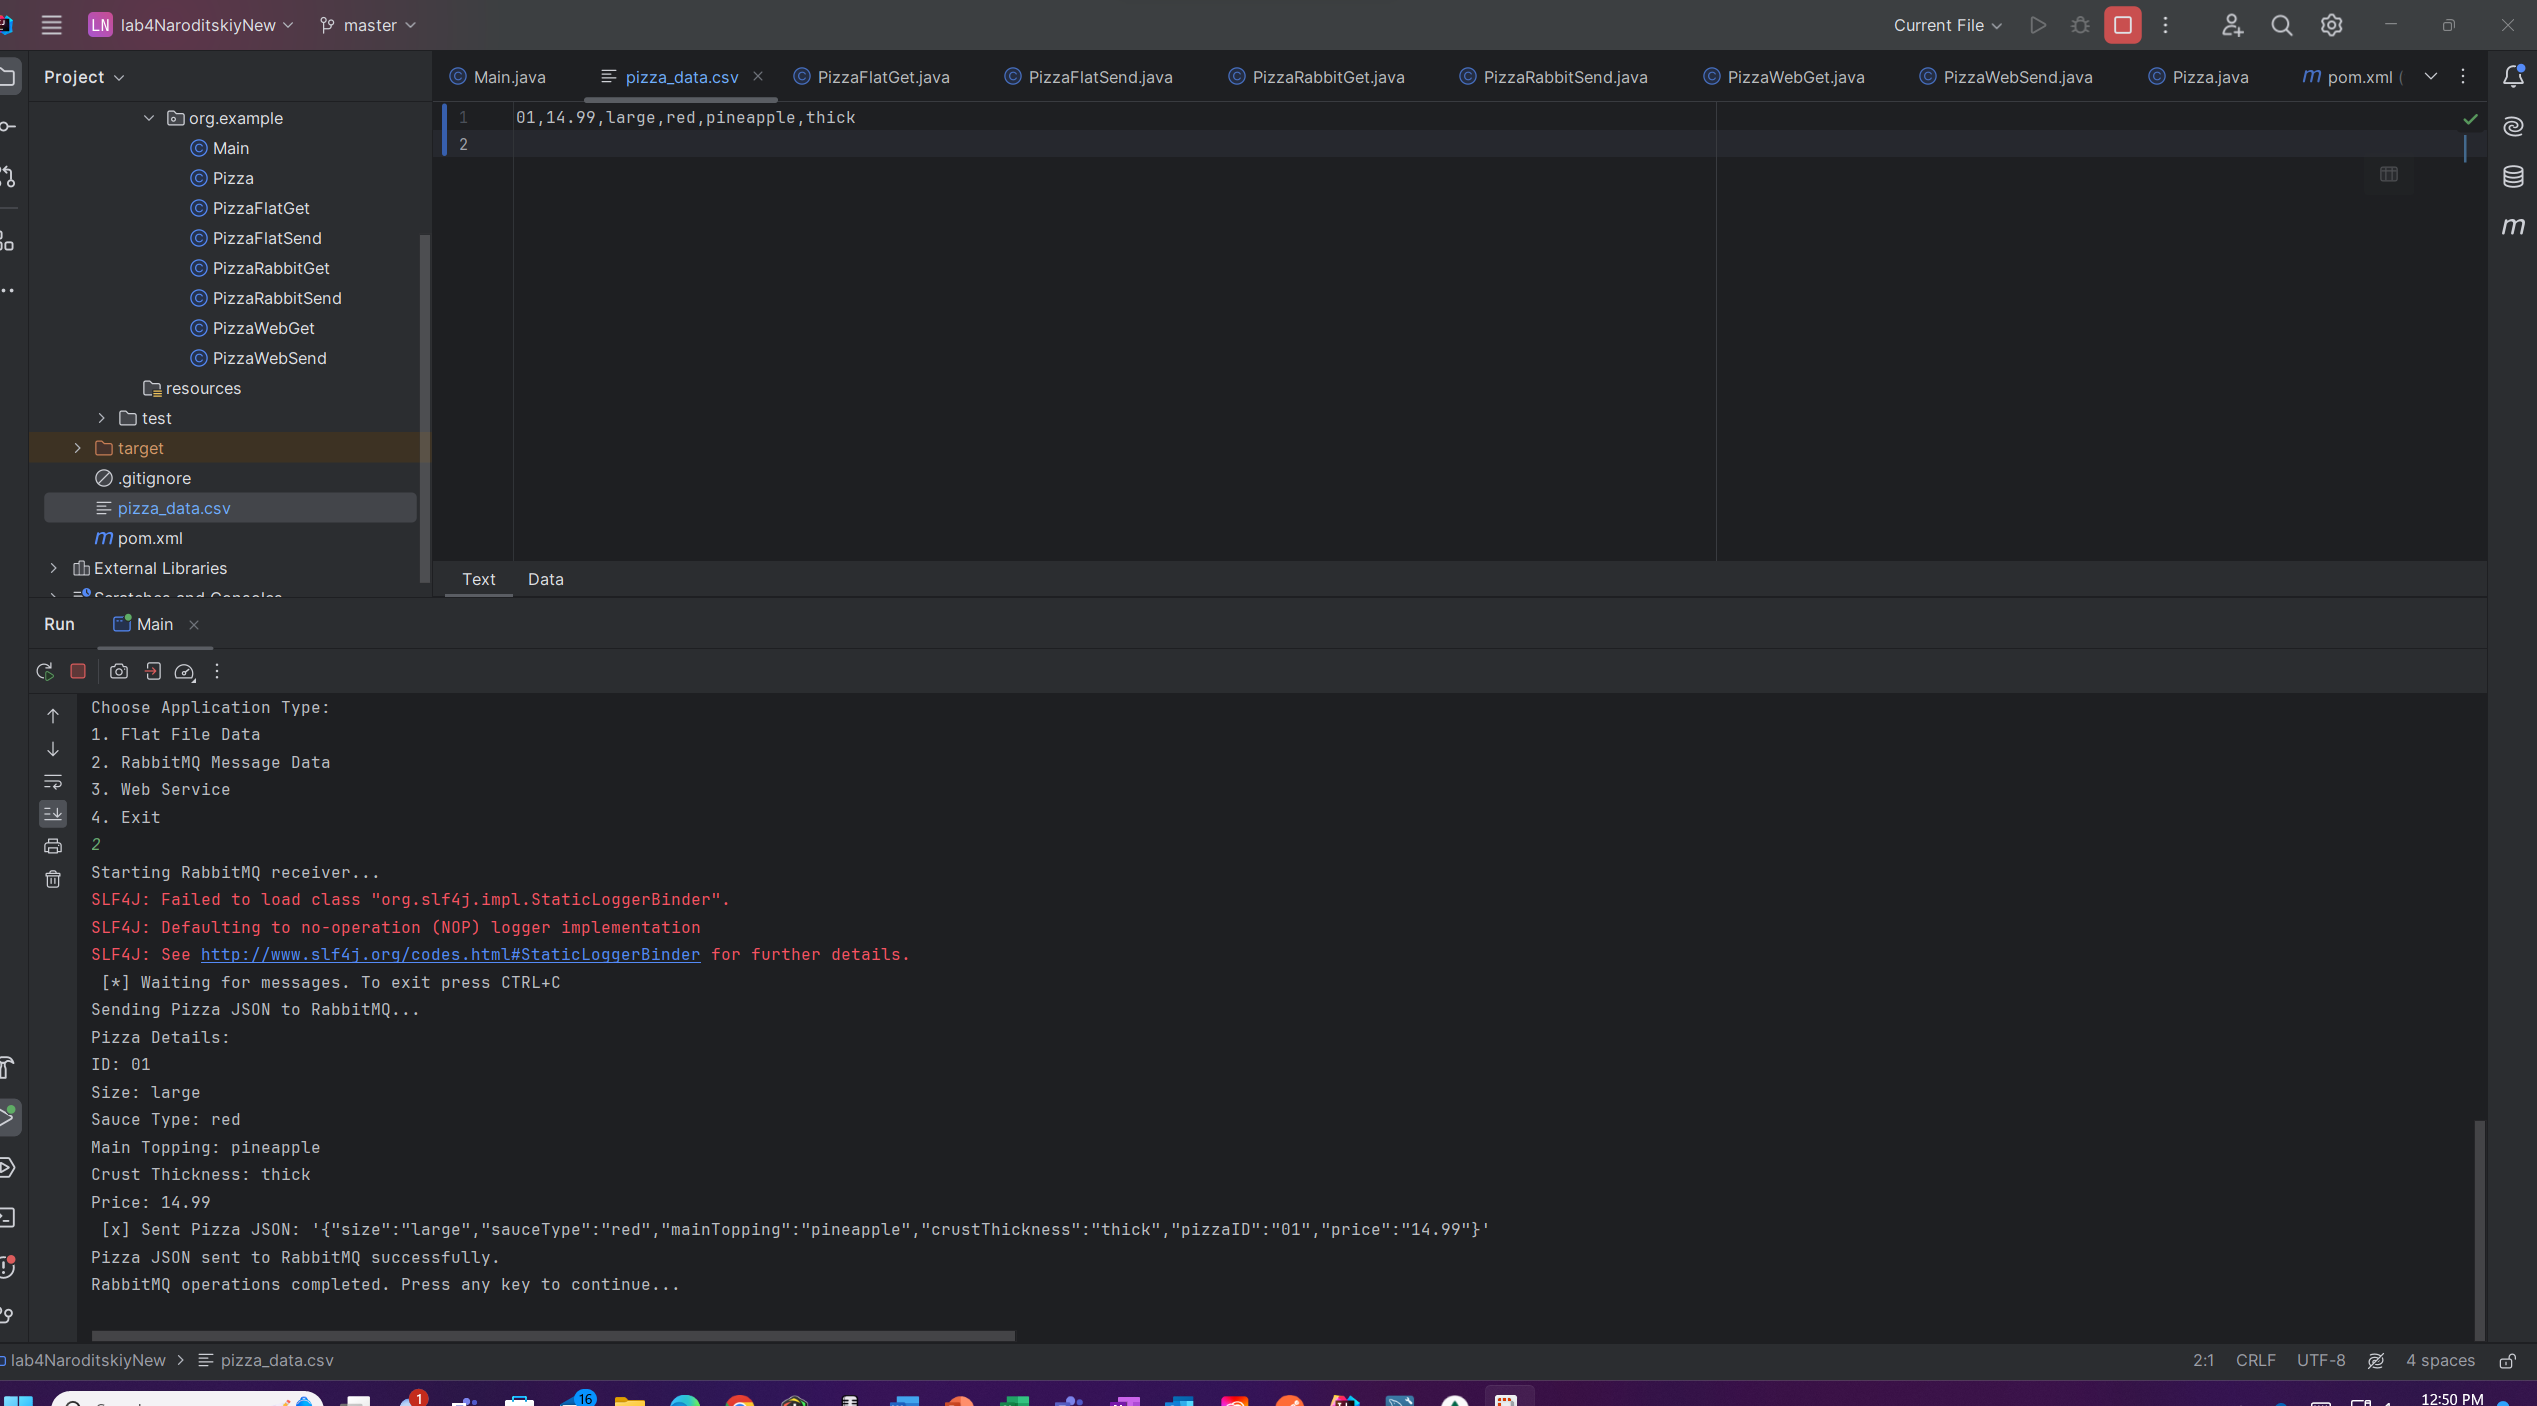 LN lab4NaroditskiyNew master Current File
Project
Main.java pizza_data.csv PizzaFlatGet.java PizzaFlatSend.java PizzaRabbitGet.java PizzaRabbitSend.java PizzaWebGet.java PizzaWebSend.java Pizza.java m pom.xml (
org.example
Main
Pizza
PizzaFlatGet
PizzaFlatSend
PizzaRabbitGet
PizzaRabbitSend
PizzaWebGet
PizzaWebSend
resources
test
target
.gitignore
pizza_data.csv
m pom.xml
External Libraries
Scratches and Consoles
1 01,14.99,large,red,pineapple,thick
2
m
Text Data
Run Main
Choose Application Type:
1. Flat File Data
2. RabbitMQ Message Data
3. Web Service
4. Exit
2
Starting RabbitMQ receiver...
SLF4J: Failed to load class "org.slf4j.impl.StaticLoggerBinder".
SLF4J: Defaulting to no-operation (NOP) logger implementation
SLF4J: See http://www.slf4j.org/codes.html#StaticLoggerBinder for further details.
[*] Waiting for messages. To exit press CTRL+C
Sending Pizza JSON to RabbitMQ...
Pizza Details:
ID: 01
Size: large
Sauce Type: red
Main Topping: pineapple
Crust Thickness: thick
Price: 14.99
[x] Sent Pizza JSON: '{"size":"large","sauceType":"red","mainTopping":"pineapple","crustThickness":"thick","pizzaID":"01","price":"14.99"}'
Pizza JSON sent to RabbitMQ successfully.
RabbitMQ operations completed. Press any key to continue...
lab4NaroditskiyNew pizza_data.csv 2:1 CRLF UTF-8 4 spaces
1 16 12:50 PM